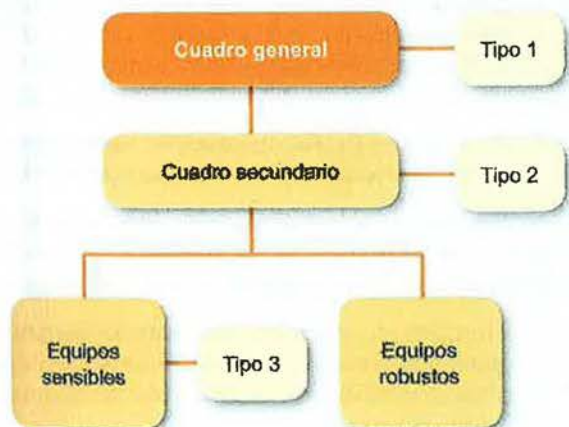 Cuadro general
Tipo 1
Cuadro secundario
Tipo 2
Equipos
sensibles
Tipo 3
Equipos
robustos